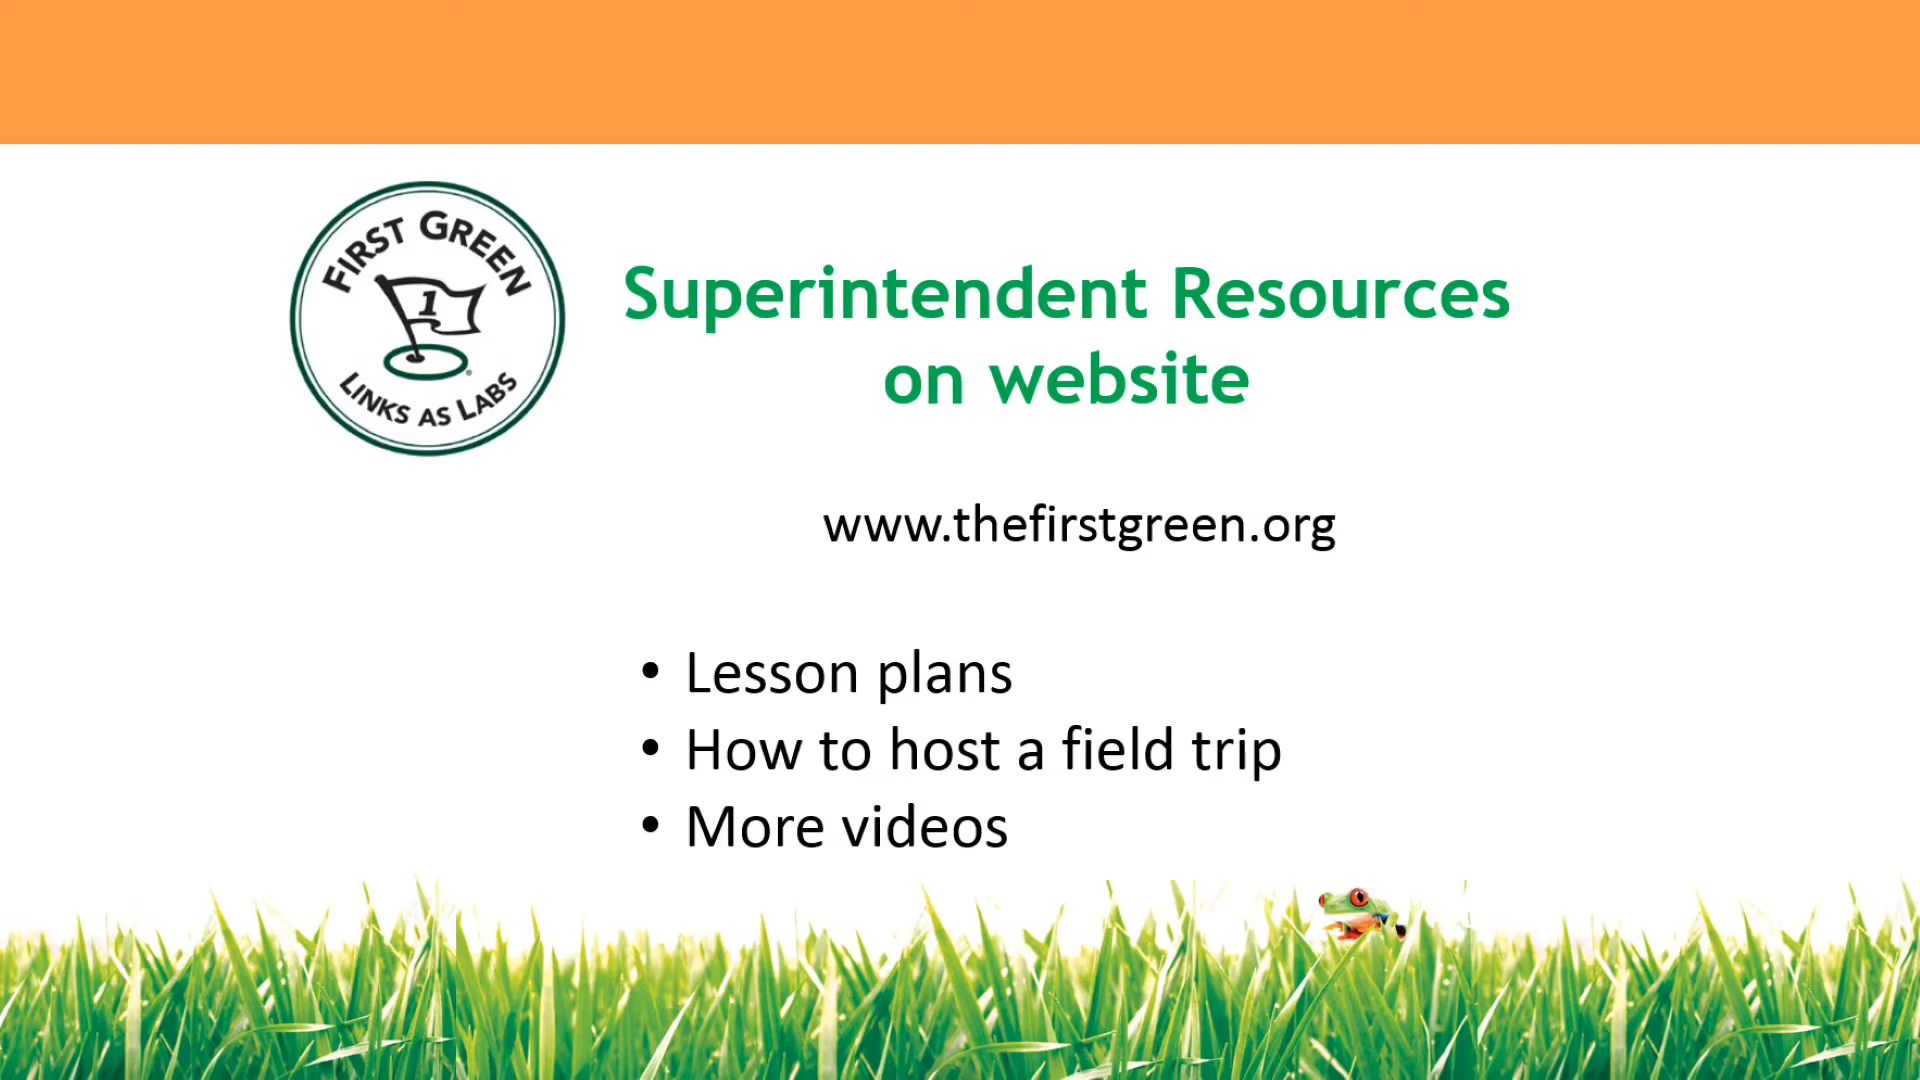 FIRST GREEN
1
LINKS AS LABS
®
Superintendent Resources
on website
www.thefirstgreen.org
• Lesson plans
• How to host a field trip
• More videos